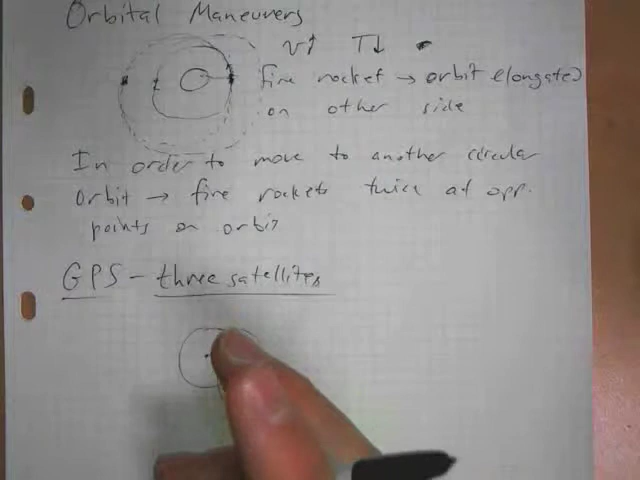 Orbital Maneuvers
v↑ T↓
fire rocket → orbit elongated
on other side
In order to move to another circular
orbit → fire rockets twice at opp.
points on orbit
GPS - three satellites